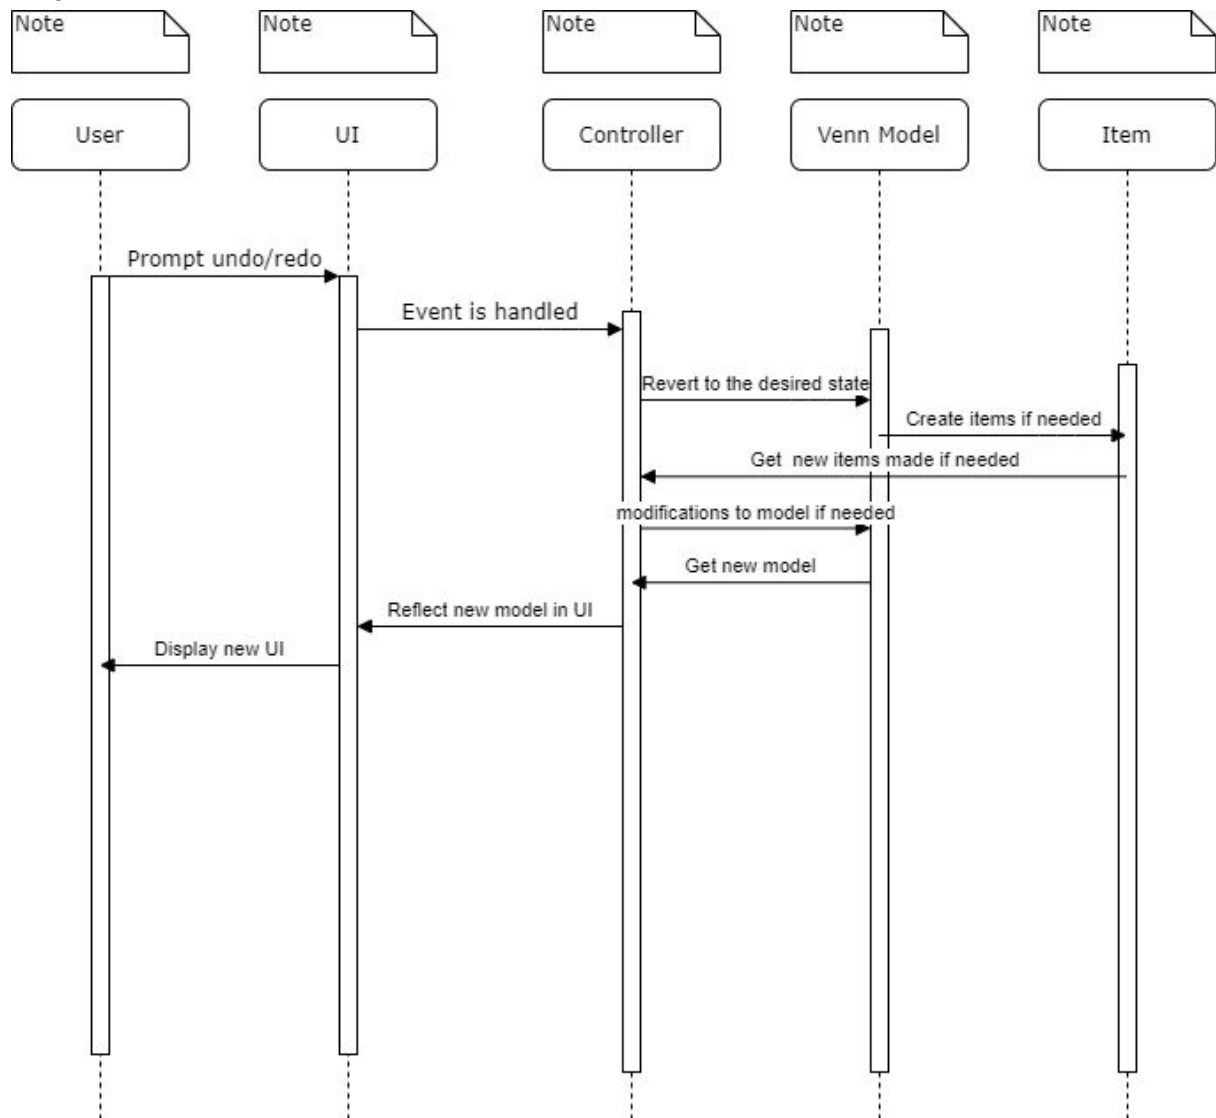 Note
Note
Note
Note
Note
User
UI
Controller
Venn Model
Item
Prompt undo/redo
Event is handled
Revert to the desired state
Create items if needed
Get  new items made if needed
modifications to model if needed
Get new model
Reflect new model in UI
Display new UI